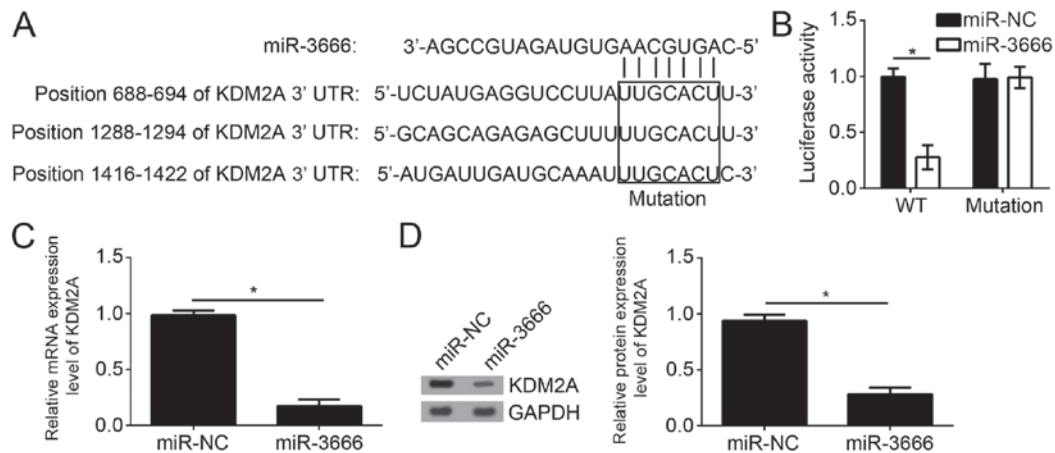 A
miR-3666: 3'-AGCCGUAGAUGUGAACGUGAC-5'
Position 688-694 of KDM2A 3' UTR: 5'-UCUAUGAGGUCCUUAUUGCACUU-3'
Position 1288-1294 of KDM2A 3' UTR: 5'-GCAGCAGAGAGCUUUUUGCACUU-3'
Position 1416-1422 of KDM2A 3' UTR: 5'-AUGAUUGAUGCAAAUUUGCACUC-3'
Mutation
B
miR-NC
miR-3666
Luciferase activity
1.5
1.0
0.5
0.0
*
WT
Mutation
C
Relative mRNA expression
level of KDM2A
1.5
1.0
0.5
0.0
*
miR-NC
miR-3666
D
miR-NC
miR-3666
KDM2A
GAPDH
Relative protein expression
level of KDM2A
1.5
1.0
0.5
0.0
*
miR-NC
miR-3666